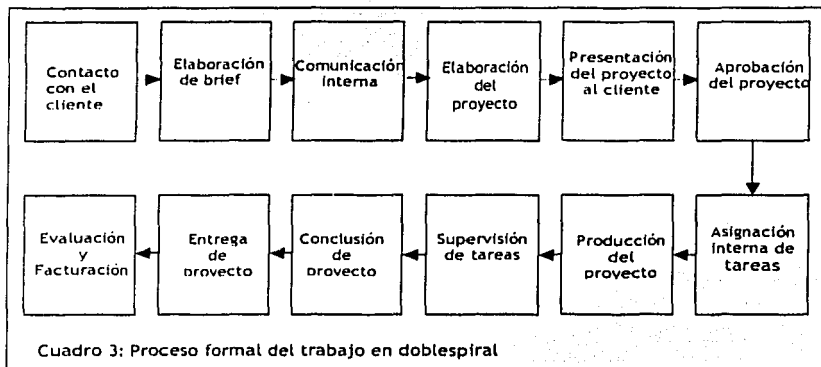 Contacto
con el
cliente
Elaboración
de brief
Comunicación
interna
Elaboración
del
proyecto
Presentación
del proyecto
al cliente
Aprobación
del proyecto
Asignación
interna de
tareas
Producción
del
proyecto
Supervisión
de tareas
Conclusión
de
proyecto
Entrega
de
proyecto
Evaluación
y
Facturación
Cuadro 3: Proceso formal del trabajo en doblespiral